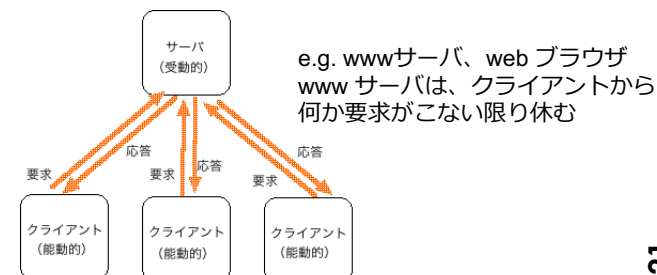 サーバ
（受動的）
e.g. wwwサーバ、web ブラウザ
www サーバは、クライアントから
何か要求がこない限り休む
要求
応答
要求
応答
要求
応答
クライアント
（能動的）
クライアント
（能動的）
クライアント
（能動的）